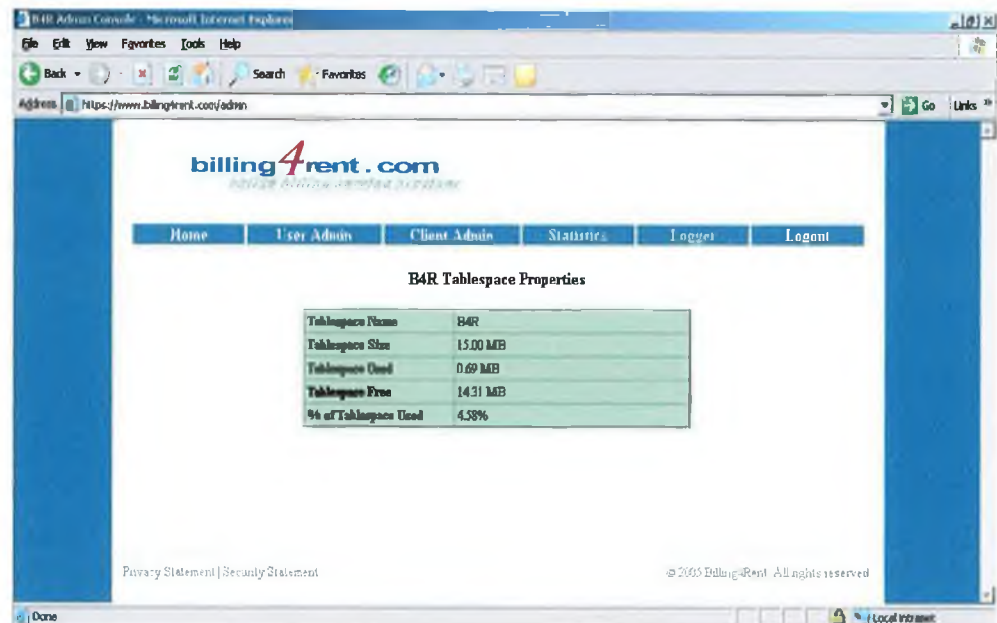 B4R Admin Console - Microsoft Internet Explorer
File Edit View Favorites Tools Help
Back Search Favorites
Address https://www.billing4rent.com/admin Go Links »
billing4rent.com
Home User Admin Client Admin Statistics Logger Logout
B4R Tablespace Properties
Tablespace Name B4R
Tablespace Size 15.00 MB
Tablespace Used 0.69 MB
Tablespace Free 14.31 MB
% of Tablespace Used 4.58%
Privacy Statement | Security Statement © 2005 Billing4Rent. All rights reserved
Done Local intranet